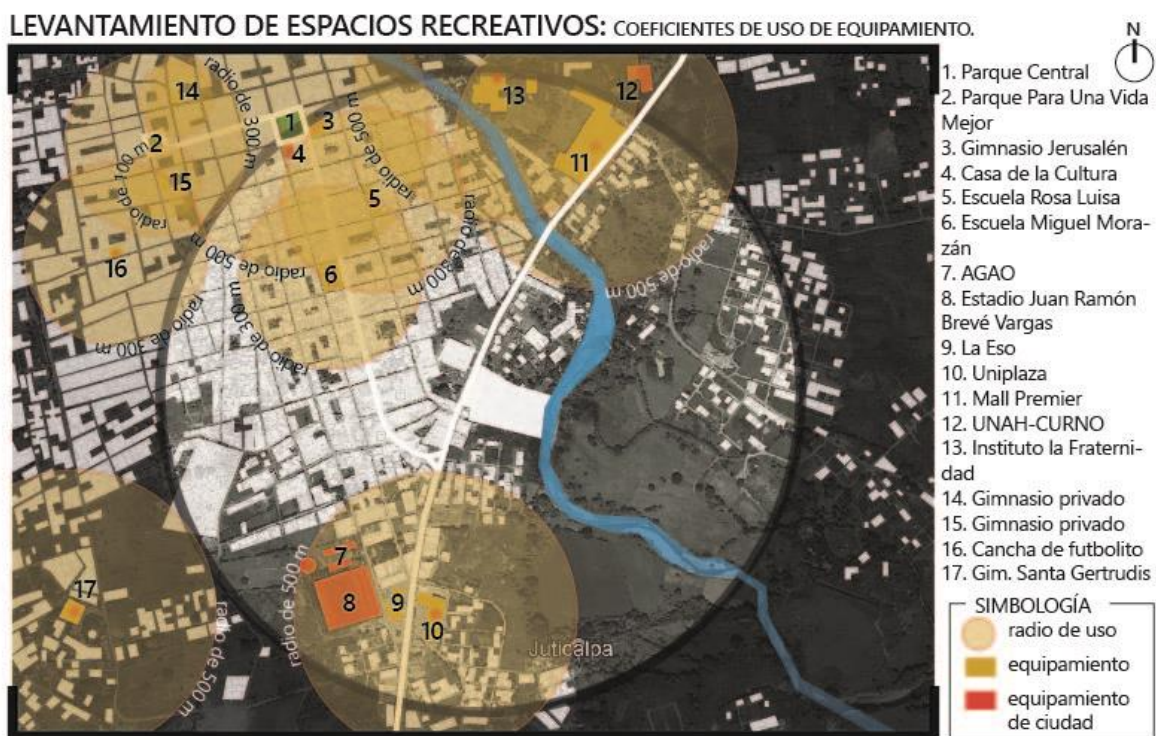 LEVANTAMIENTO DE ESPACIOS RECREATIVOS: COEFICIENTES DE USO DE EQUIPAMIENTO.
N
1. Parque Central
2. Parque Para Una Vida
Mejor
3. Gimnasio Jerusalén
4. Casa de la Cultura
5. Escuela Rosa Luisa
6. Escuela Miguel Mora-
zán
7. AGAO
8. Estadio Juan Ramón
Brevé Vargas
9. La Eso
10. Uniplaza
11. Mall Premier
12. UNAH-CURNO
13. Instituto la Fraterni-
dad
14. Gimnasio privado
15. Gimnasio privado
16. Cancha de futbolito
17. Gim. Santa Gertrudis
SIMBOLOGÍA
radio de uso
equipamiento
equipamiento
de ciudad
14
radio de 300 m
13
12
1
3
2
4
radio de 500 m
11
radio de 100 m
15
5
16
radio de 500 m
6
radio de 300 m
radio de 500 m
radio de 300 m
radio de 300 m
radio de 300 m
7
radio de 500 m
17
8
9
10
radio de 500 m
Juticalpa